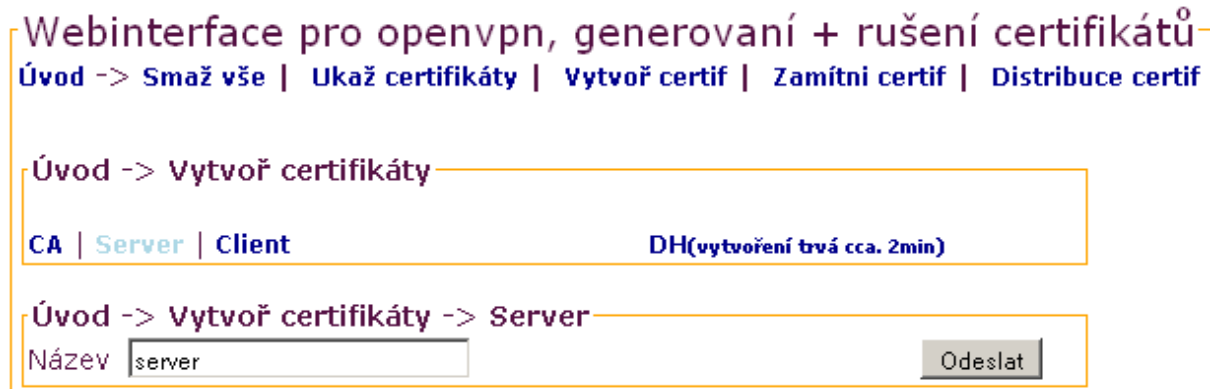 Webinterface pro openvpn, generovaní + rušení certifikátů
Úvod -> Smaž vše | Ukaž certifikáty | Vytvoř certif | Zamítni certif | Distribuce certif
Úvod -> Vytvoř certifikáty
CA | Server | Client DH(vytvoření trvá cca. 2min)
Úvod -> Vytvoř certifikáty -> Server
Název server Odeslat